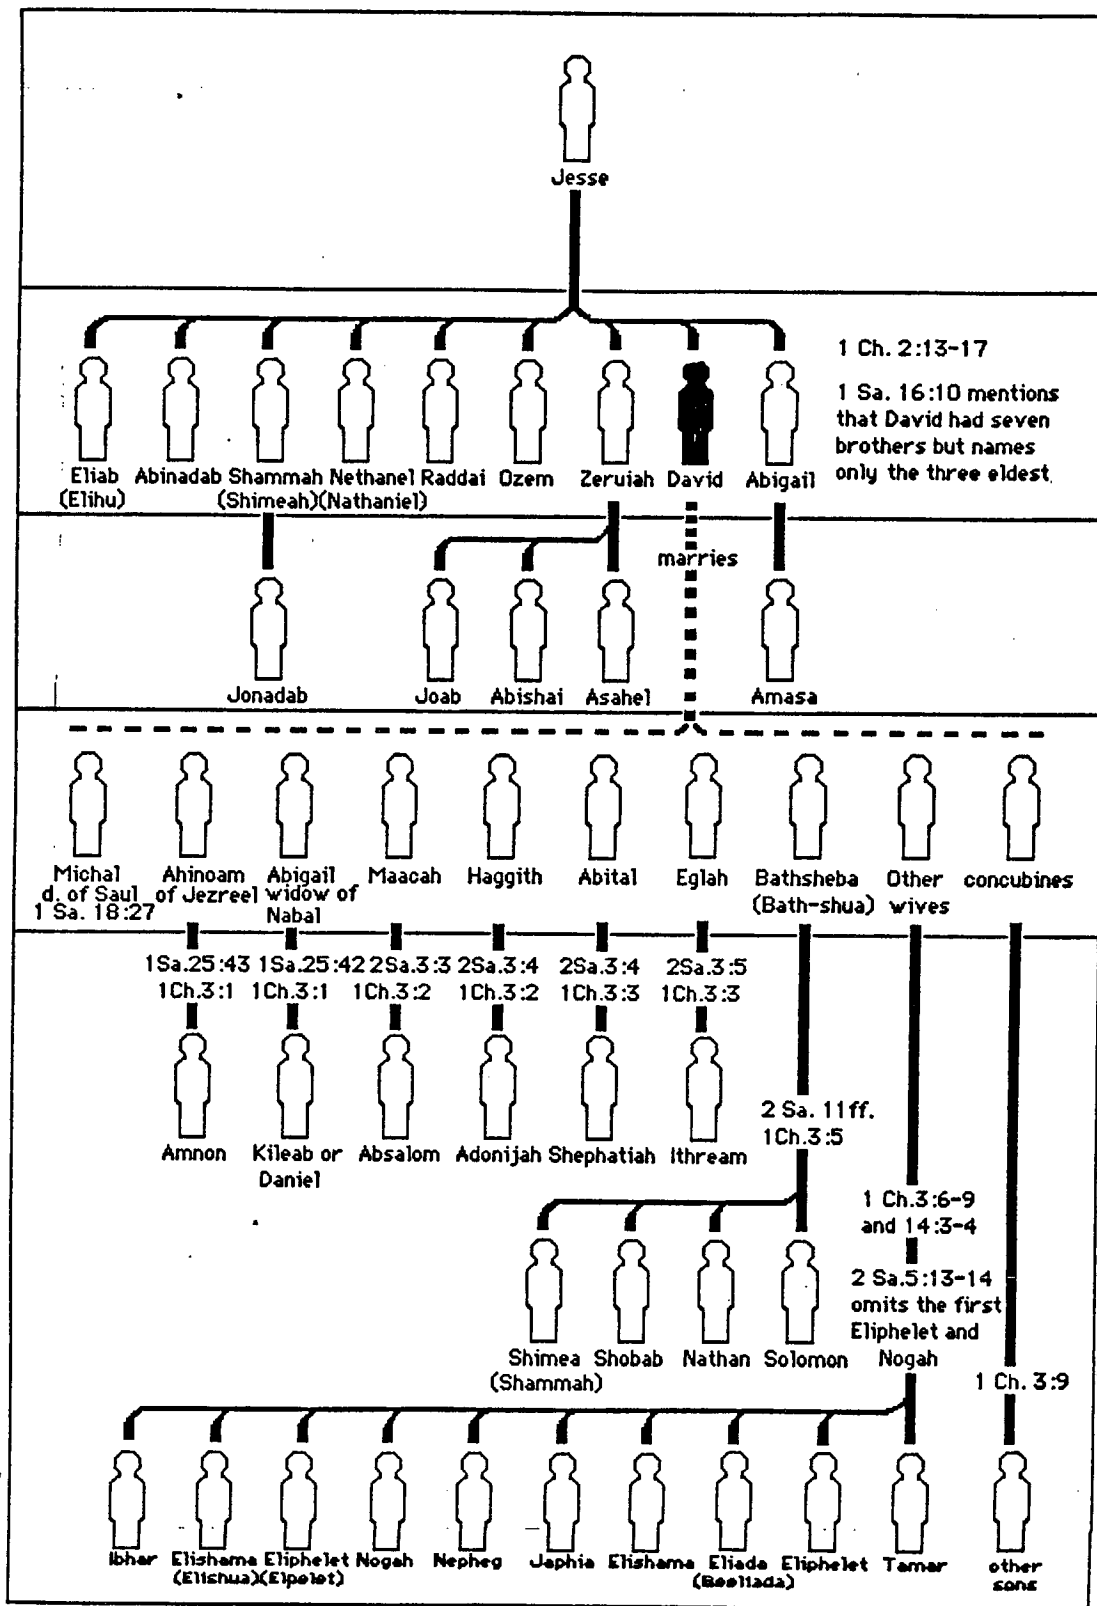 Jesse
1 Ch. 2:13-17
1 Sa. 16:10 mentions
that David had seven
brothers but names
only the three eldest.
Eliab Abinadab Shammah Nethanel Raddai Ozem Zeruiah David Abigail
(Elihu) (Shimeah)(Nathaniel)
marries
Jonadab Joab Abishai Asahel Amasa
Michal Ahinoam Abigail Maacah Haggith Abital Eglah Bathsheba Other concubines
d. of Saul of Jezreel widow of (Bath-shua) wives
1 Sa. 18:27 Nabal
1Sa.25:43 1Sa.25:42 2Sa.3:3 2Sa.3:4 2Sa.3:4 2Sa.3:5
1Ch.3:1 1Ch.3:1 1Ch.3:2 1Ch.3:2 1Ch.3:3 1Ch.3:3
2 Sa. 11ff.
1Ch.3:5
Amnon Kileab or Absalom Adonijah Shephatiah Ithream
Daniel
1 Ch.3:6-9
and 14:3-4
2 Sa.5:13-14
omits the first
Eliphelet and
Nogah
Shimea Shobab Nathan Solomon
(Shammah)
1 Ch. 3:9
Ibhar Elishama Eliphelet Nogah Nepheg Japhia Elishama Eliada Eliphelet Tamar other
(Elishua)(Elpelet) (Beeliada) sons